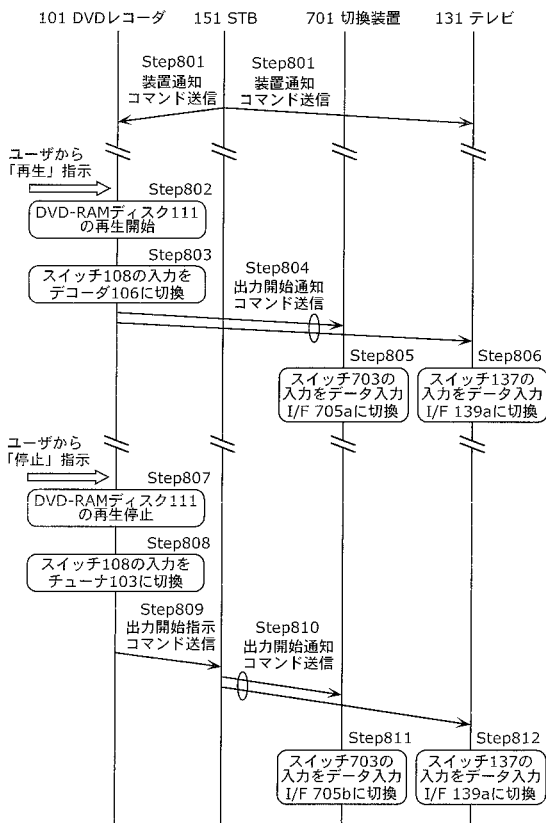 101 DVDレコーダ 151 STB 701 切換装置 131 テレビ
Step801
装置通知
コマンド送信
Step801
装置通知
コマンド送信
ユーザから
「再生」指示
Step802
DVD-RAMディスク111
の再生開始
Step803
スイッチ108の入力を
デコーダ106に切換
Step804
出力開始通知
コマンド送信
Step805
スイッチ703の
入力をデータ入力
I/F 705aに切換
Step806
スイッチ137の
入力をデータ入力
I/F 139aに切換
ユーザから
「停止」指示
Step807
DVD-RAMディスク111
の再生停止
Step808
スイッチ108の入力を
チューナ103に切換
Step809
出力開始指示
コマンド送信
Step810
出力開始通知
コマンド送信
Step811
スイッチ703の
入力をデータ入力
I/F 705bに切換
Step812
スイッチ137の
入力をデータ入力
I/F 139aに切換